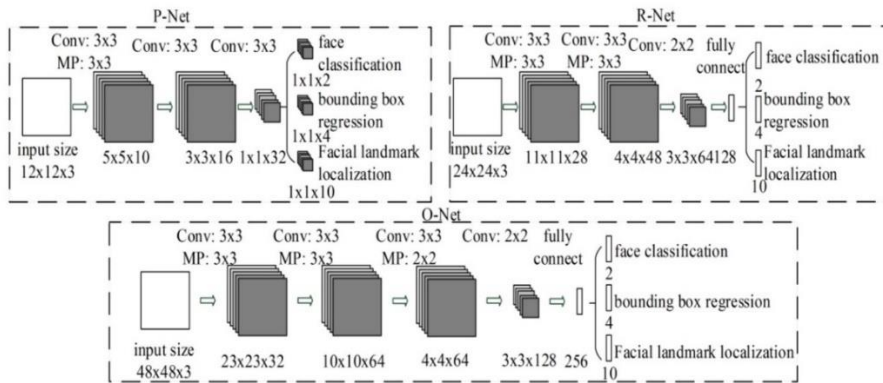 P-Net
Conv: 3x3 Conv: 3x3 Conv: 3x3
MP: 3x3
face
classification
1x1x2
bounding box
regression
1x1x4
Facial landmark
localization
1x1x10
input size
12x12x3
5x5x10
3x3x16
1x1x32
R-Net
Conv: 3x3 Conv: 3x3 Conv: 2x2 fully
MP: 3x3 MP: 3x3 connect
face classification
2
bounding box
regression
4
Facial landmark
localization
10
input size
24x24x3
11x11x28
4x4x48
3x3x64
128
O-Net
Conv: 3x3 Conv: 3x3 Conv: 3x3 Conv: 2x2 fully
MP: 3x3 MP: 3x3 MP: 2x2 connect
face classification
2
bounding box regression
4
Facial landmark localization
10
input size
48x48x3
23x23x32
10x10x64
4x4x64
3x3x128
256